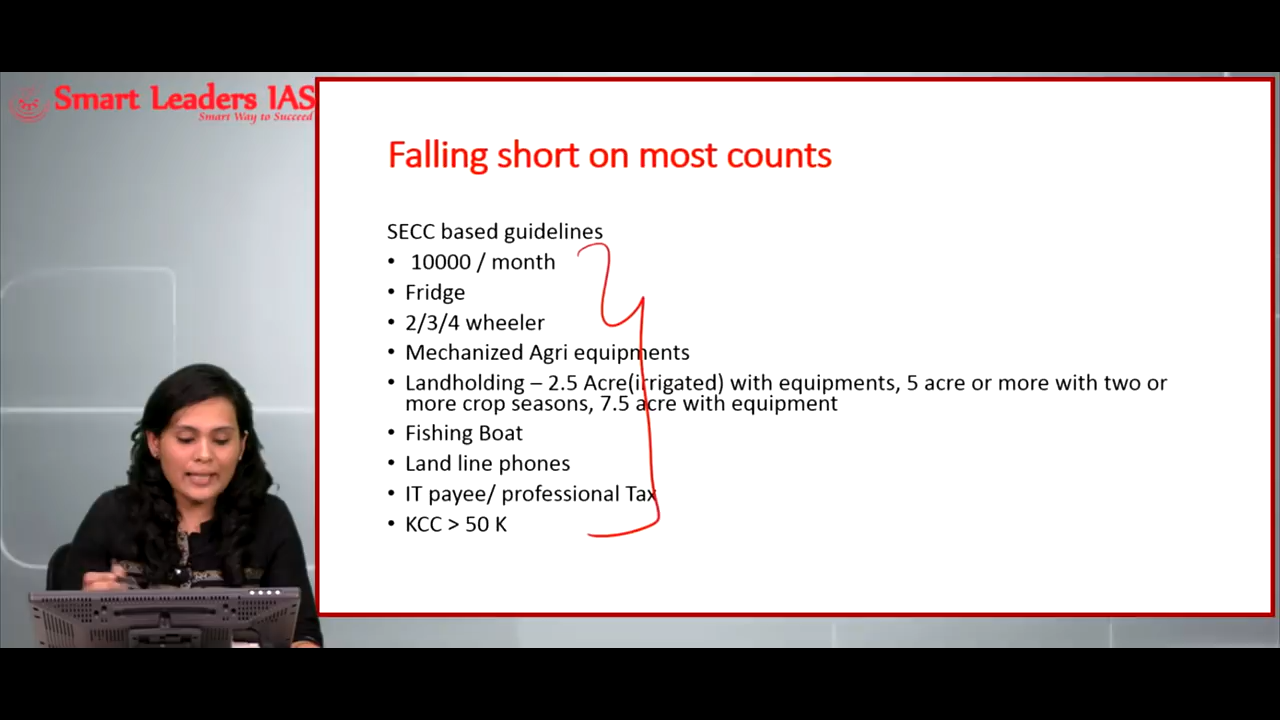 Smart Leaders IAS
Smart Way to Succeed
Falling short on most counts
SECC based guidelines
• 10000 / month
• Fridge
• 2/3/4 wheeler
• Mechanized Agri equipments
• Landholding – 2.5 Acre(irrigated) with equipments, 5 acre or more with two or
more crop seasons, 7.5 acre with equipment
• Fishing Boat
• Land line phones
• IT payee/ professional Tax
• KCC > 50 K